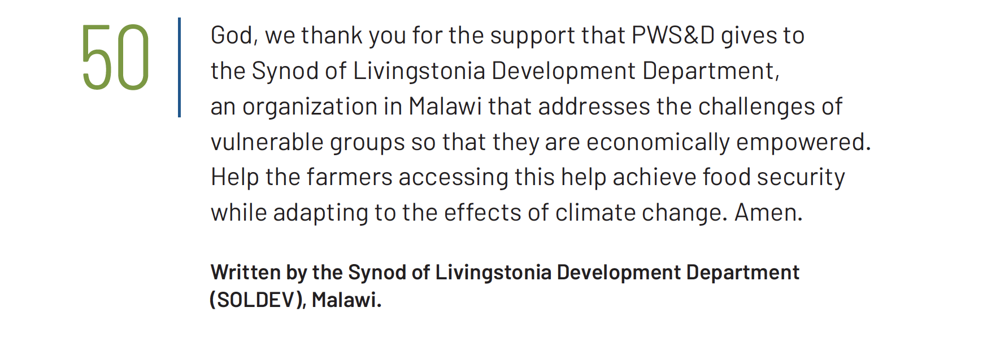 50
God, we thank you for the support that PWS&D gives to
the Synod of Livingstonia Development Department,
an organization in Malawi that addresses the challenges of
vulnerable groups so that they are economically empowered.
Help the farmers accessing this help achieve food security
while adapting to the effects of climate change. Amen.
Written by the Synod of Livingstonia Development Department
(SOLDEV), Malawi.